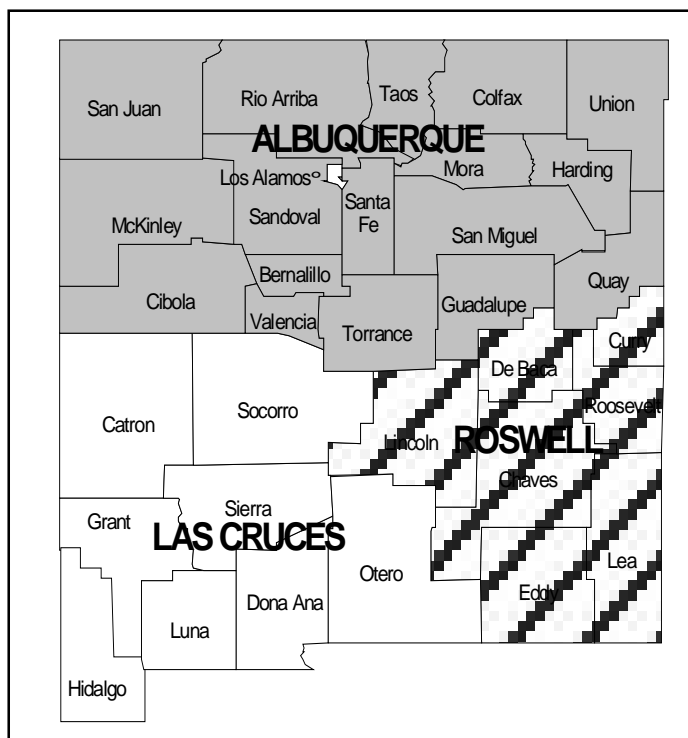 San Juan
Rio Arriba
Taos
Colfax
Union
ALBUQUERQUE
Los Alamos
Mora
Harding
McKinley
Sandoval
Santa
Fe
San Miguel
Bernalillo
Quay
Cibola
Valencia
Guadalupe
Torrance
Curry
De Baca
Catron
Socorro
Roosevelt
Lincoln
ROSWELL
Chaves
Grant
Sierra
LAS CRUCES
Otero
Lea
Eddy
Dona Ana
Luna
Hidalgo